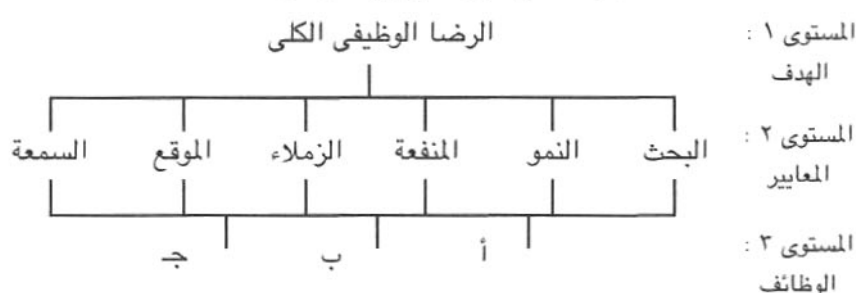 المستوى ١ :
الهدف
الرضا الوظيفى الكلى
المستوى ٢ :
المعايير
البحث النمو المنفعة الزملاء الموقع السمعة
المستوى ٣ :
الوظائف
أ ب جـ